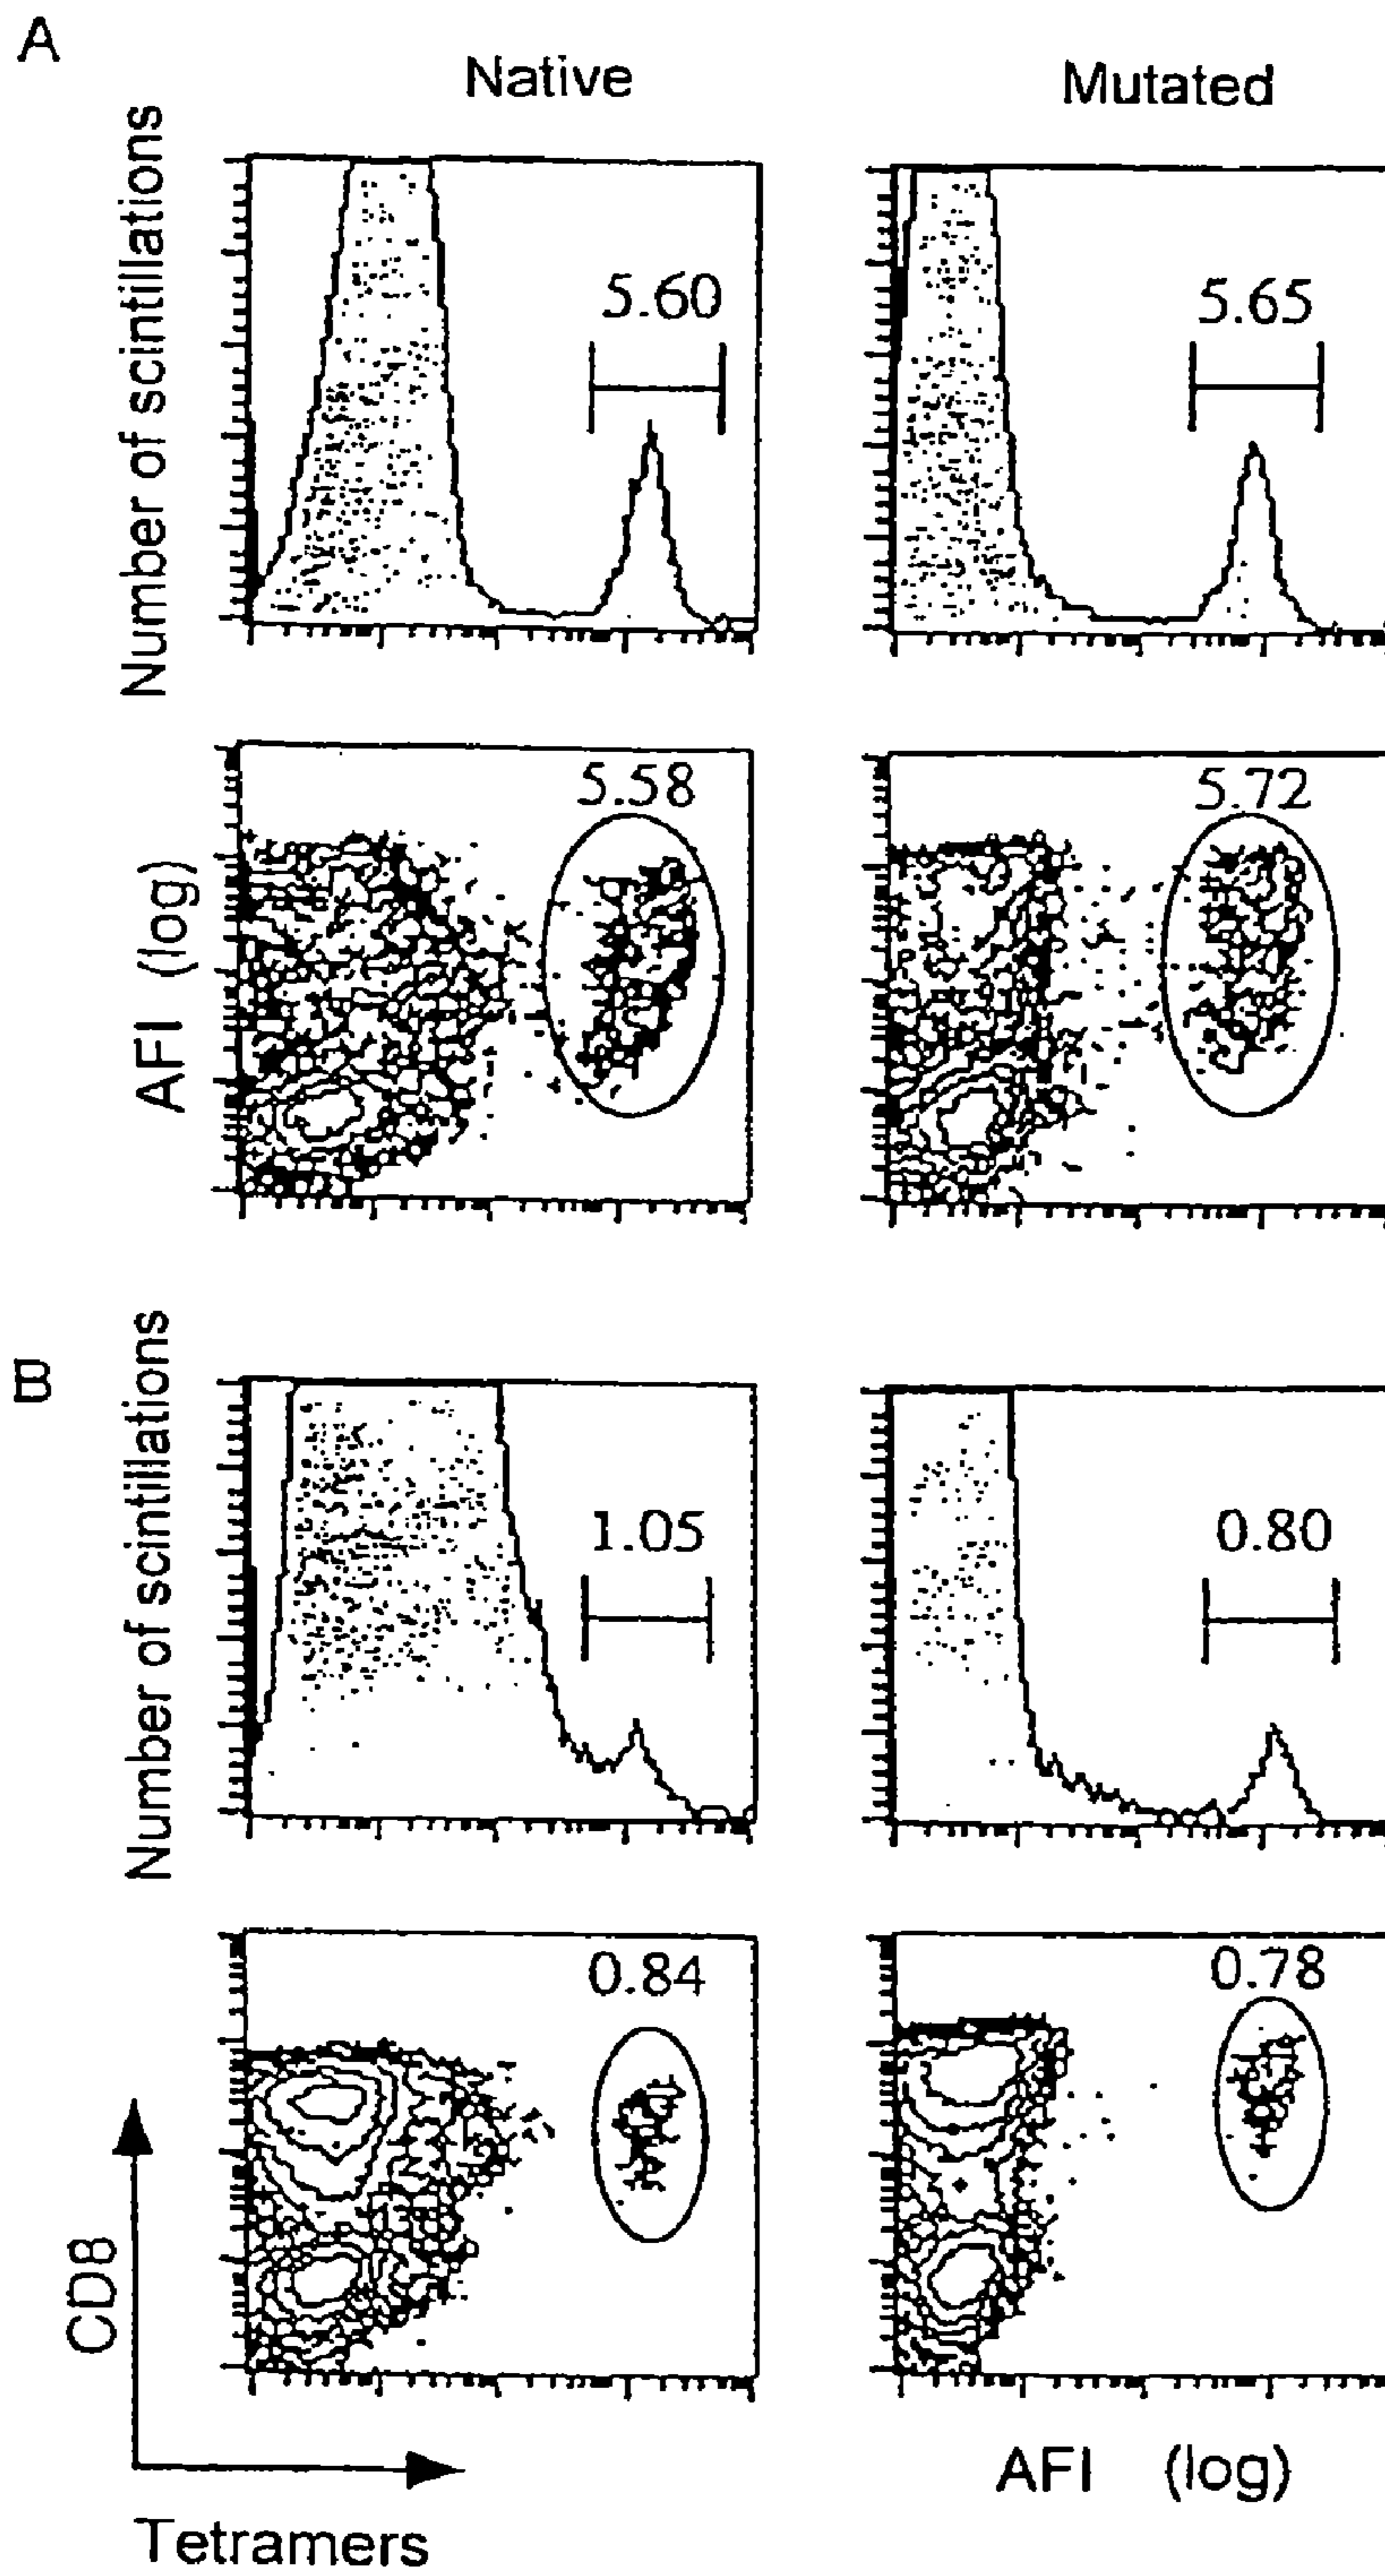 A
Native
Mutated
Number of scintillations
5.60
5.65
AFI (log)
5.58
5.72
B
Number of scintillations
1.05
0.80
0.84
0.78
CD8
Tetramers
AFI (log)